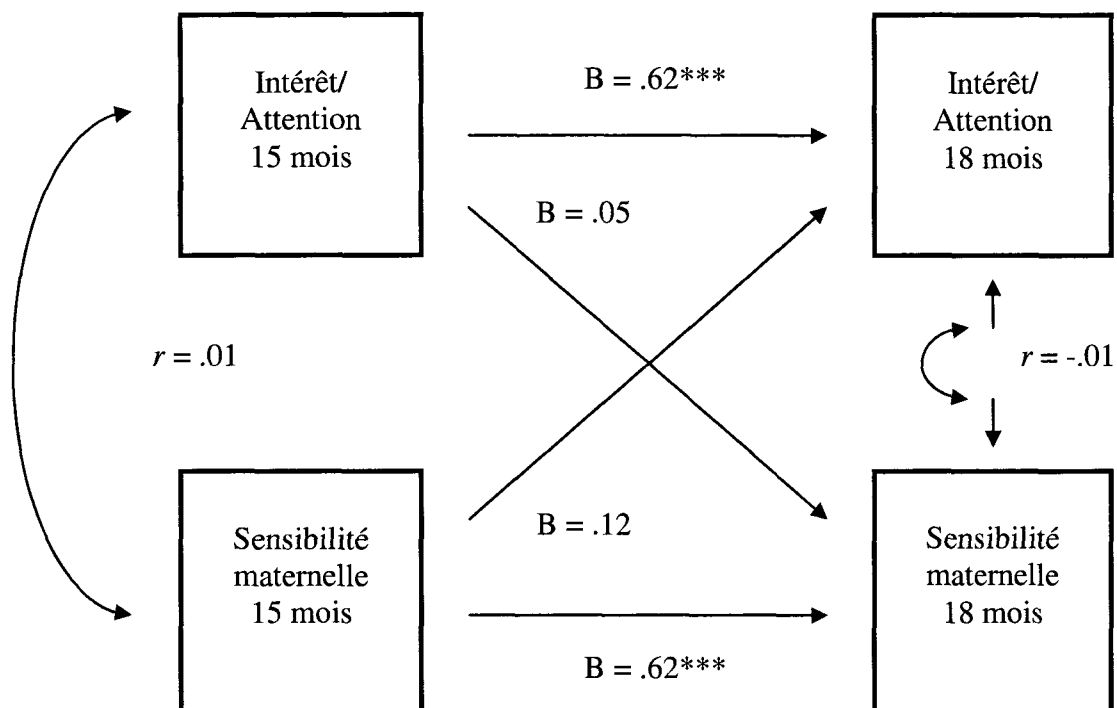 Intérêt/
Attention
15 mois
B = .62***
Intérêt/
Attention
18 mois
B = .05
r = .01
r = -.01
B = .12
Sensibilité
maternelle
15 mois
Sensibilité
maternelle
18 mois
B = .62***